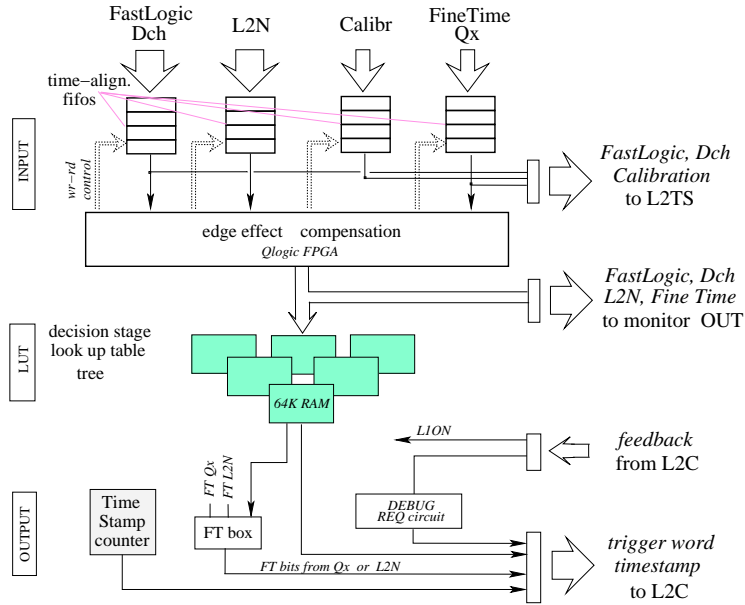 FastLogic
Dch
L2N
Calibr
FineTime
Qx
time-align.
fifos
INPUT
wr-rd
control
FastLogic, Dch
Calibration
to L2TS
edge effect compensation
Qlogic FPGA
FastLogic, Dch
L2N, Fine Time
to monitor OUT
LUT
decision stage
look up table
tree
64K RAM
L1ON
feedback
from L2C
FT Qx
FT L2N
DEBUG
REQ circuit
OUTPUT
Time
Stamp
counter
FT box
FT bits from Qx or L2N
trigger word
timestamp
to L2C